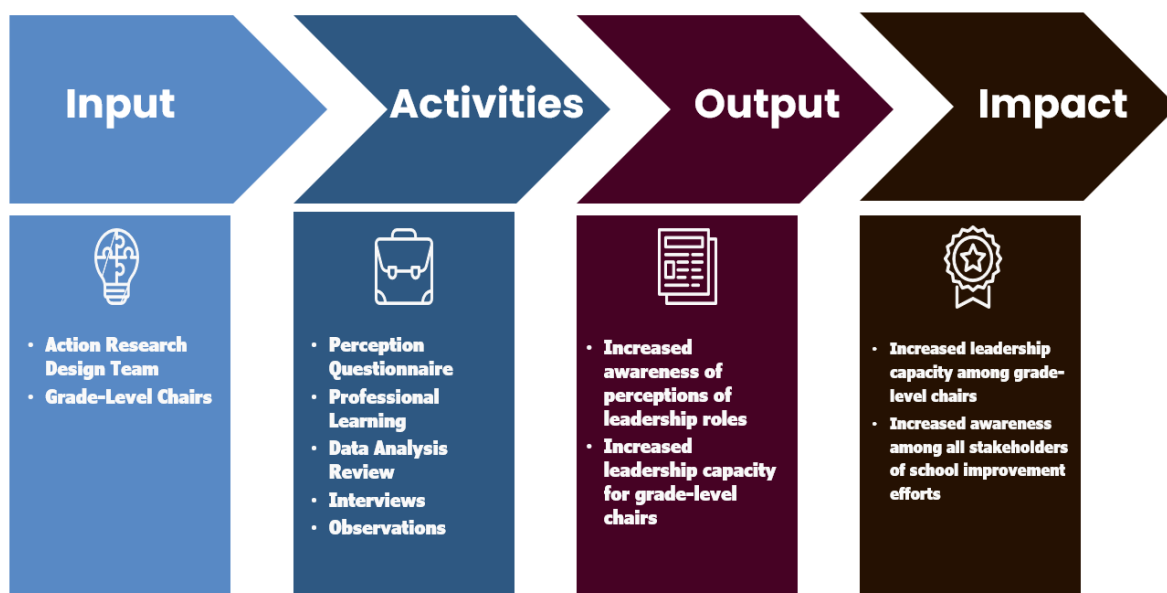 Input
Activities
Output
Impact
• Action Research
Design Team
• Grade-Level Chairs
• Perception
Questionnaire
• Professional
Learning
• Data Analysis
Review
• Interviews
• Observations
• Increased
awareness of
perceptions of
leadership roles
• Increased
leadership capacity
for grade-level
chairs
• Increased leadership
capacity among grade-
level chairs
• Increased awareness
among all stakeholders
of school improvement
efforts